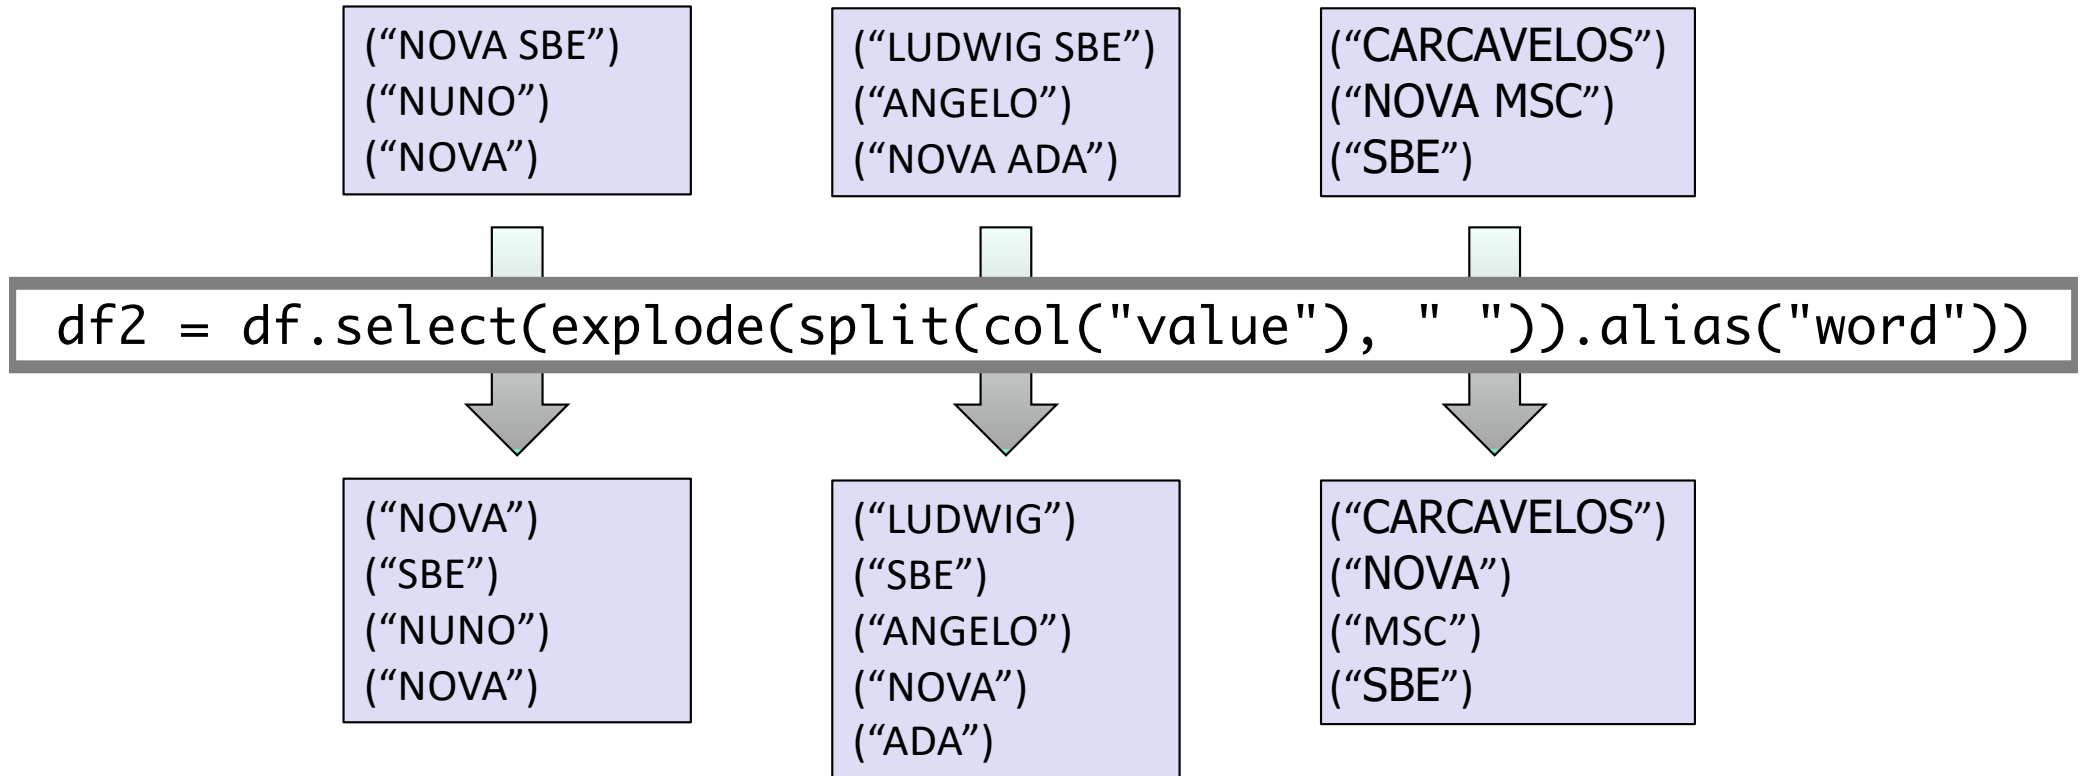 (“NOVA SBE”)
(“NUNO”)
(“NOVA”)
(“LUDWIG SBE”)
(“ANGELO”)
(“NOVA ADA”)
(“CARCAVELOS”)
(“NOVA MSC”)
(“SBE”)
df2 = df.select(explode(split(col("value"), " ")).alias("word"))
(“NOVA”)
(“SBE”)
(“NUNO”)
(“NOVA”)
(“LUDWIG”)
(“SBE”)
(“ANGELO”)
(“NOVA”)
(“ADA”)
(“CARCAVELOS”)
(“NOVA”)
(“MSC”)
(“SBE”)